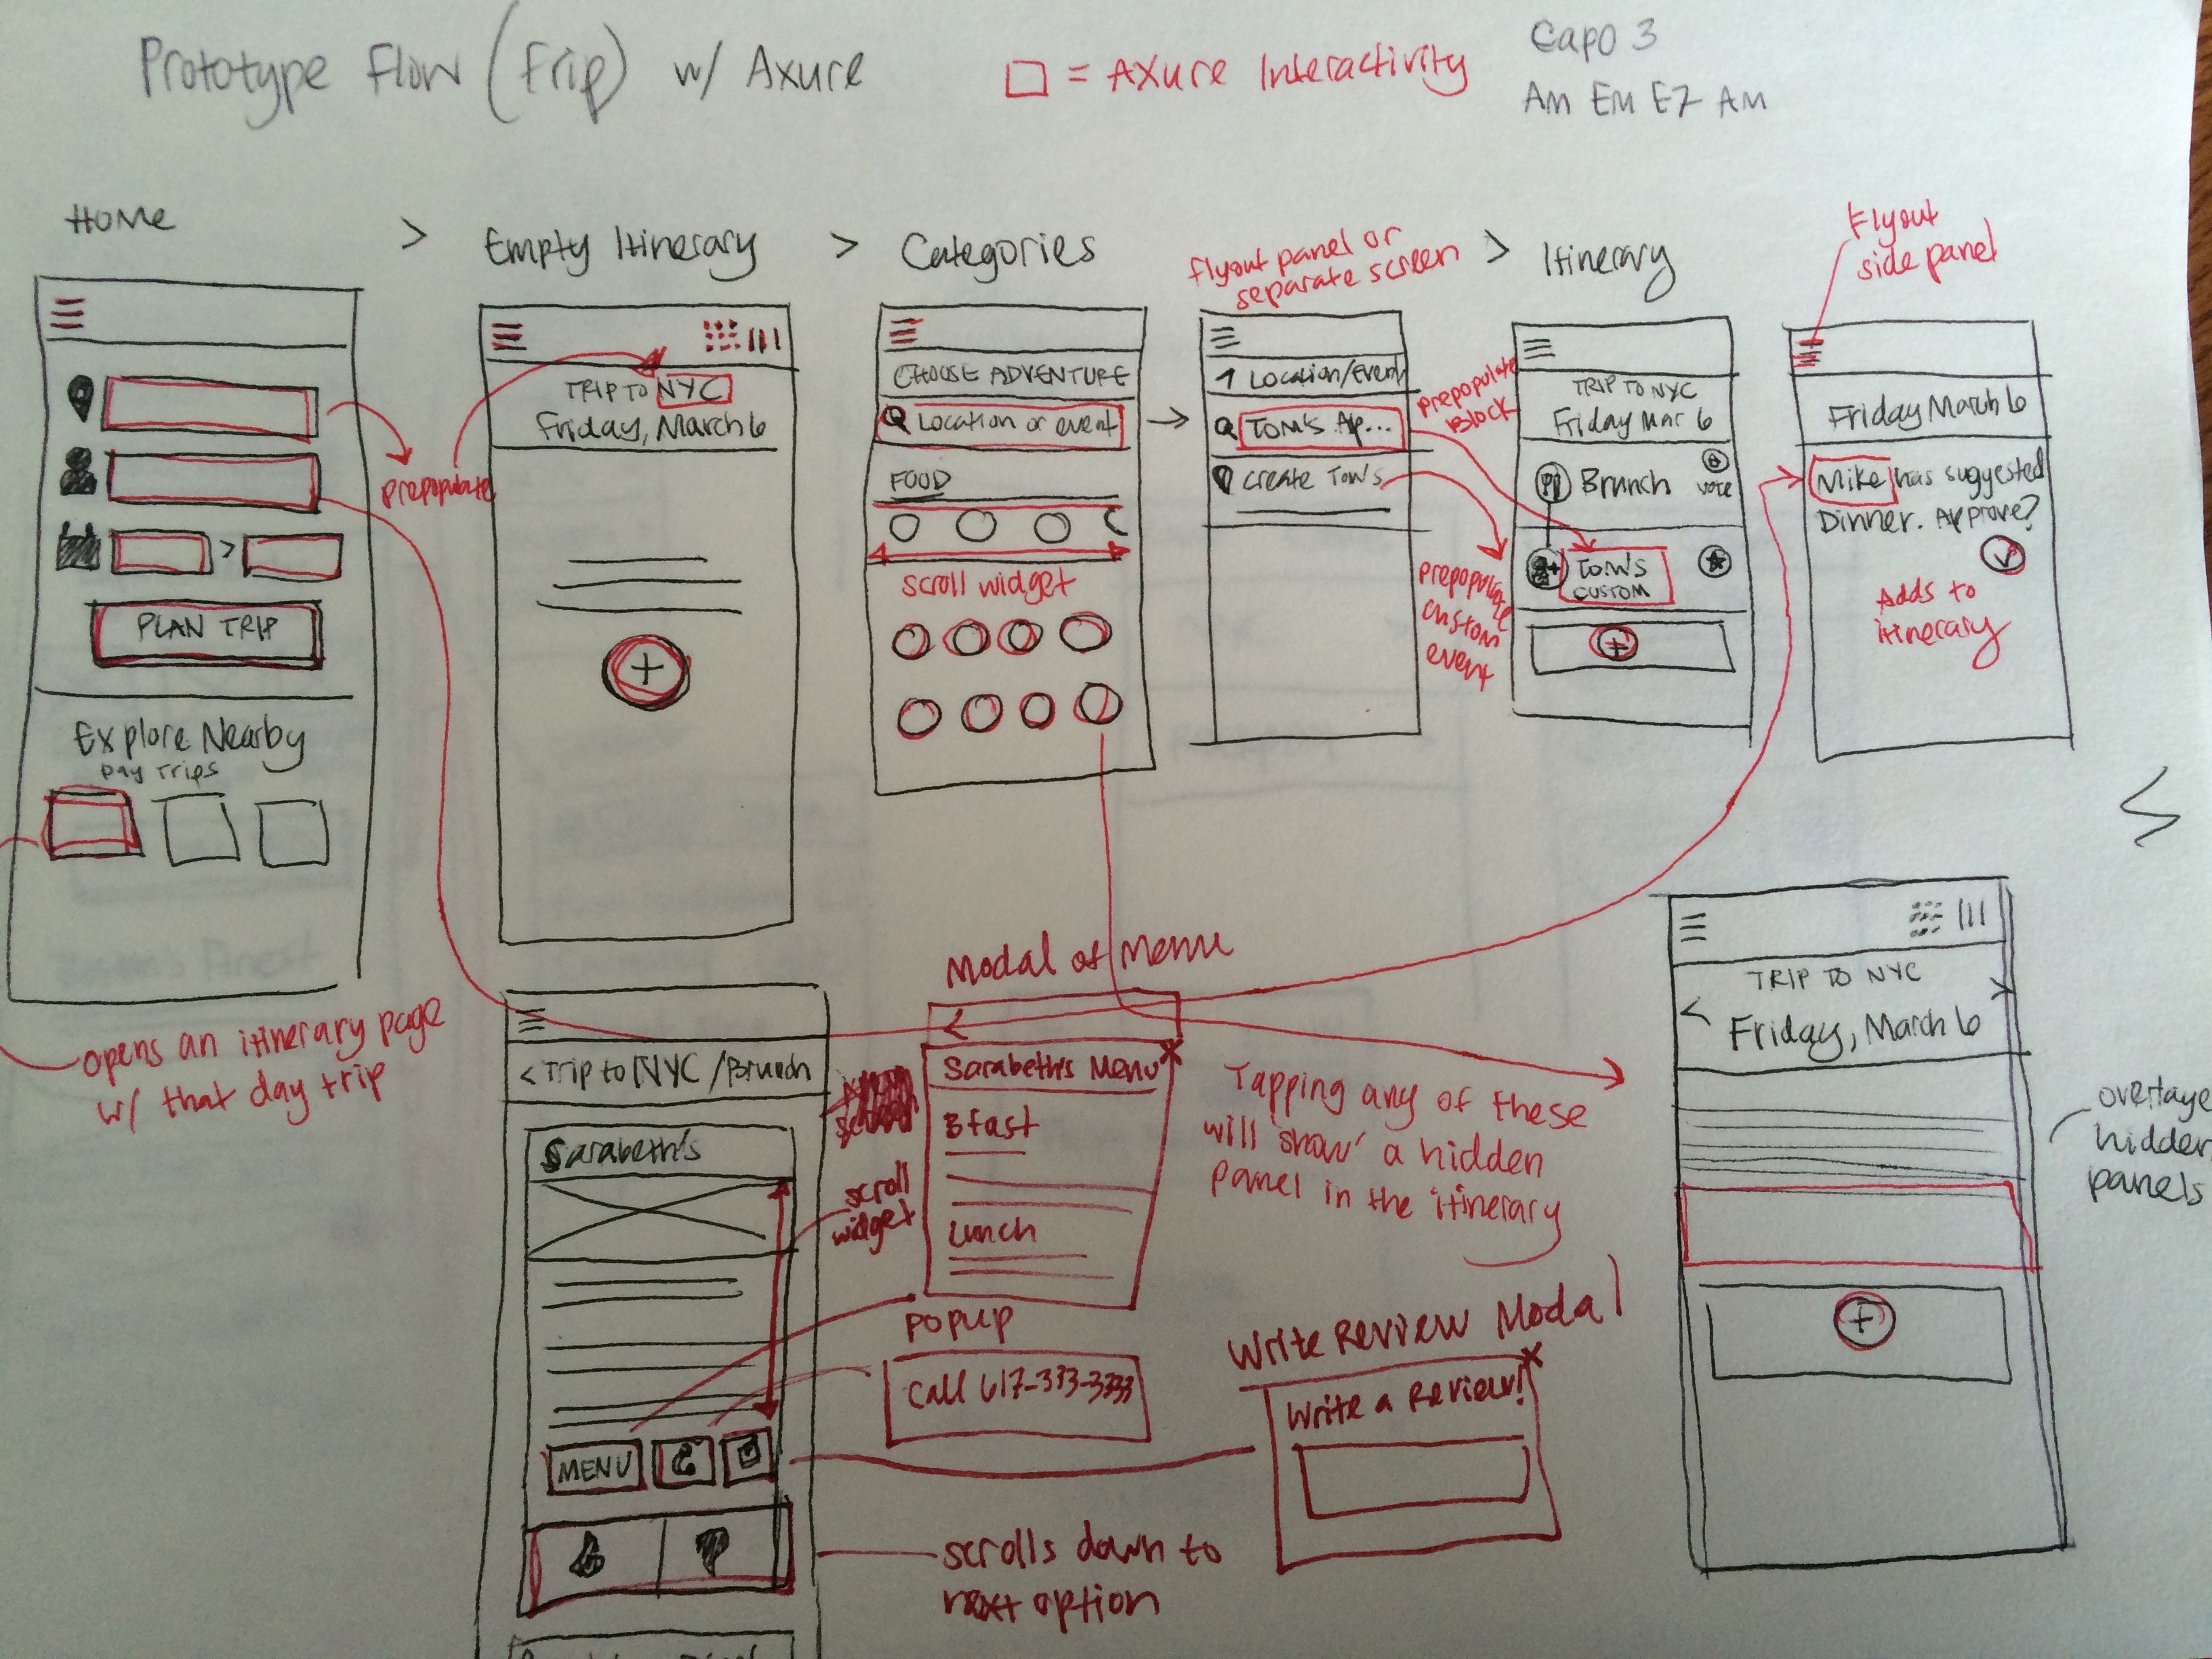 Prototype Flow (Frip) w/ Axure
□ = Axure Interactivity
Capo 3
Am Em E7 Am
Home
>
Empty Itinerary
>
Categories
Flyout panel or
separate screen
>
Itinerary
Flyout
side panel
>
PLAN TRIP
Explore Nearby
Day Trips
opens an itinerary page
w/ that day trip
prepopulate
TRIP TO NYC
Friday, March 6
+
CHOOSE ADVENTURE
Location or event
FOOD
scroll widget
Location/Event
Tom's Ap...
create Tom's
Prepopulate
Block
prepopulate
custom
event
TRIP TO NYC
Friday Mar 6
Brunch
VOTE
TOM'S
CUSTOM
+
Friday March 6
Mike has suggested
Dinner. Approve?
Adds to
itinerary
< Trip to NYC / Brunch
Sarabeth's
scroll
widget
MENU
scrolls down to
next option
Modal of Menu
Sarabeth's Menu
X
Bfast
Lunch
Popup
Call 617-333-3333
Write Review Modal
X
Write a Review!
Tapping any of these
will 'show' a hidden
panel in the itinerary
TRIP TO NYC
< Friday, March 6 >
+
hidden
panels